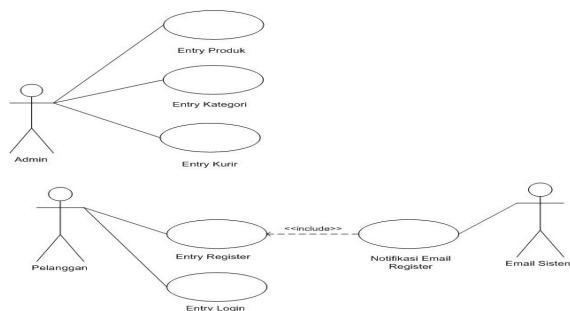 Entry Produk
Entry Kategori
Admin
Entry Kurir
<<include>>
Entry Register
Notifikasi Email
Register
Pelanggan
Email Sisten
Entry Login